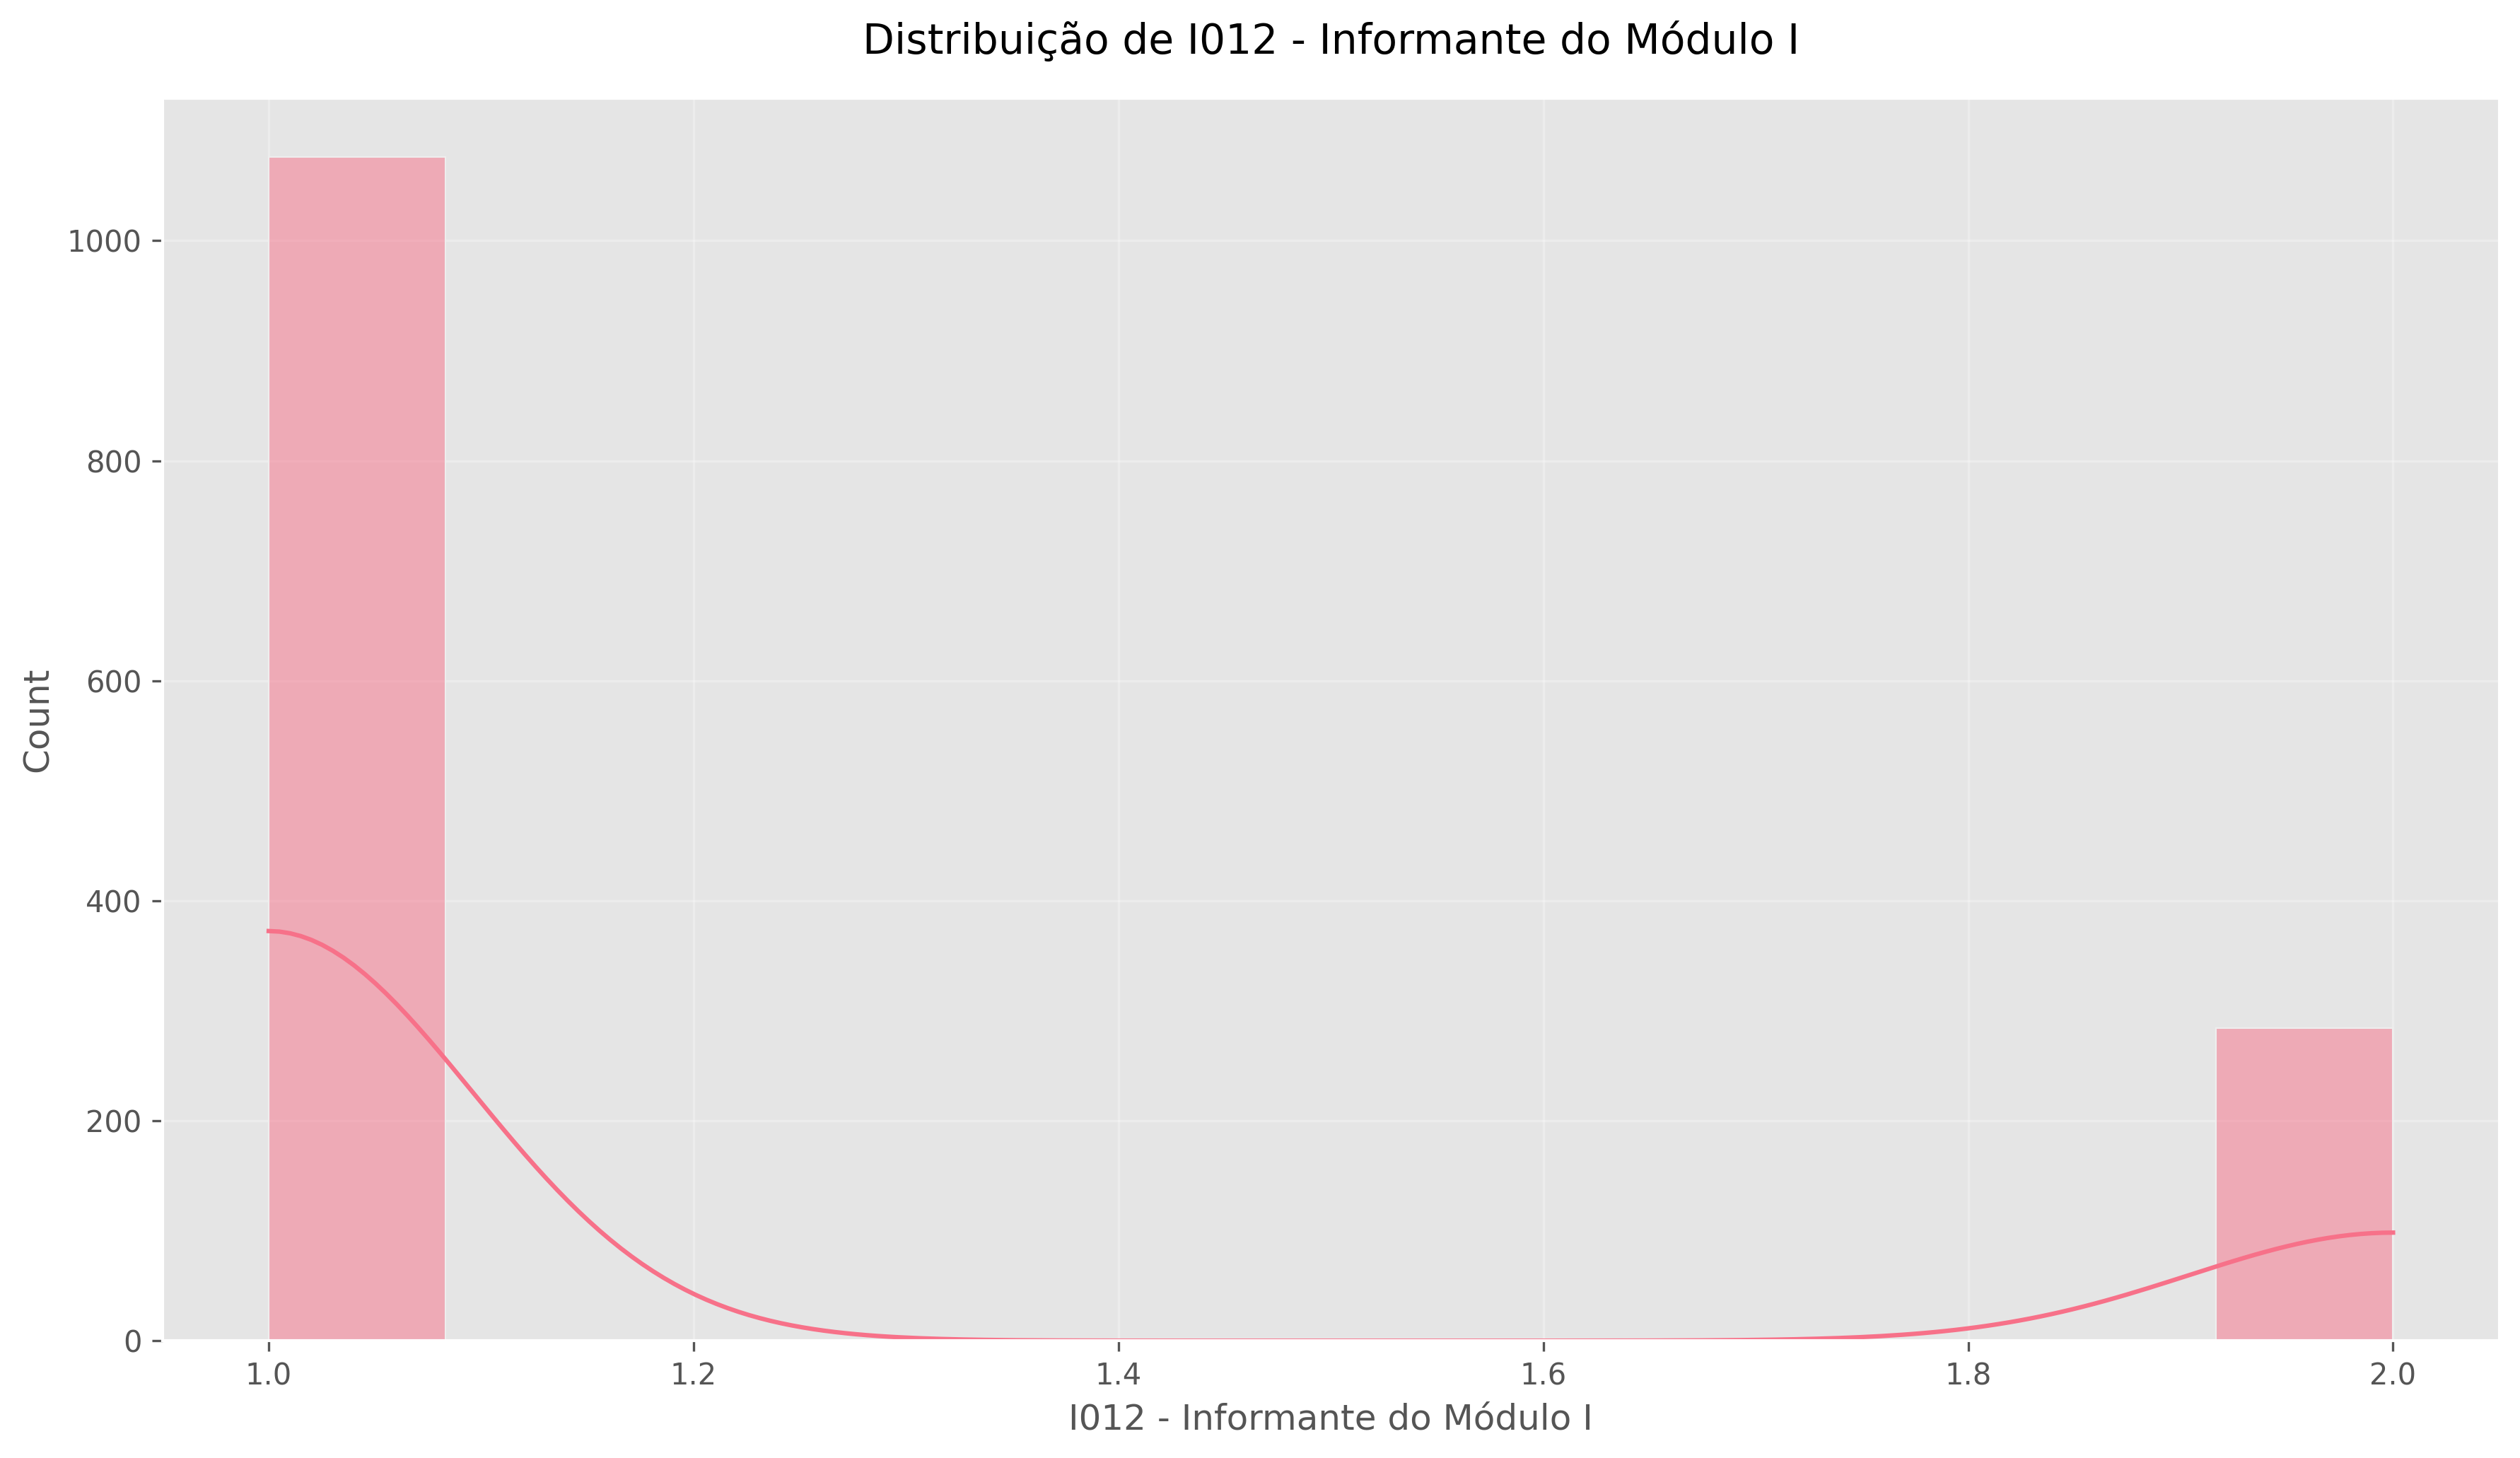 Distribuição de I012 - Informante do Módulo I
Count
1000
800
600
400
200
0
1.0 1.2 1.4 1.6 1.8 2.0
I012 - Informante do Módulo I